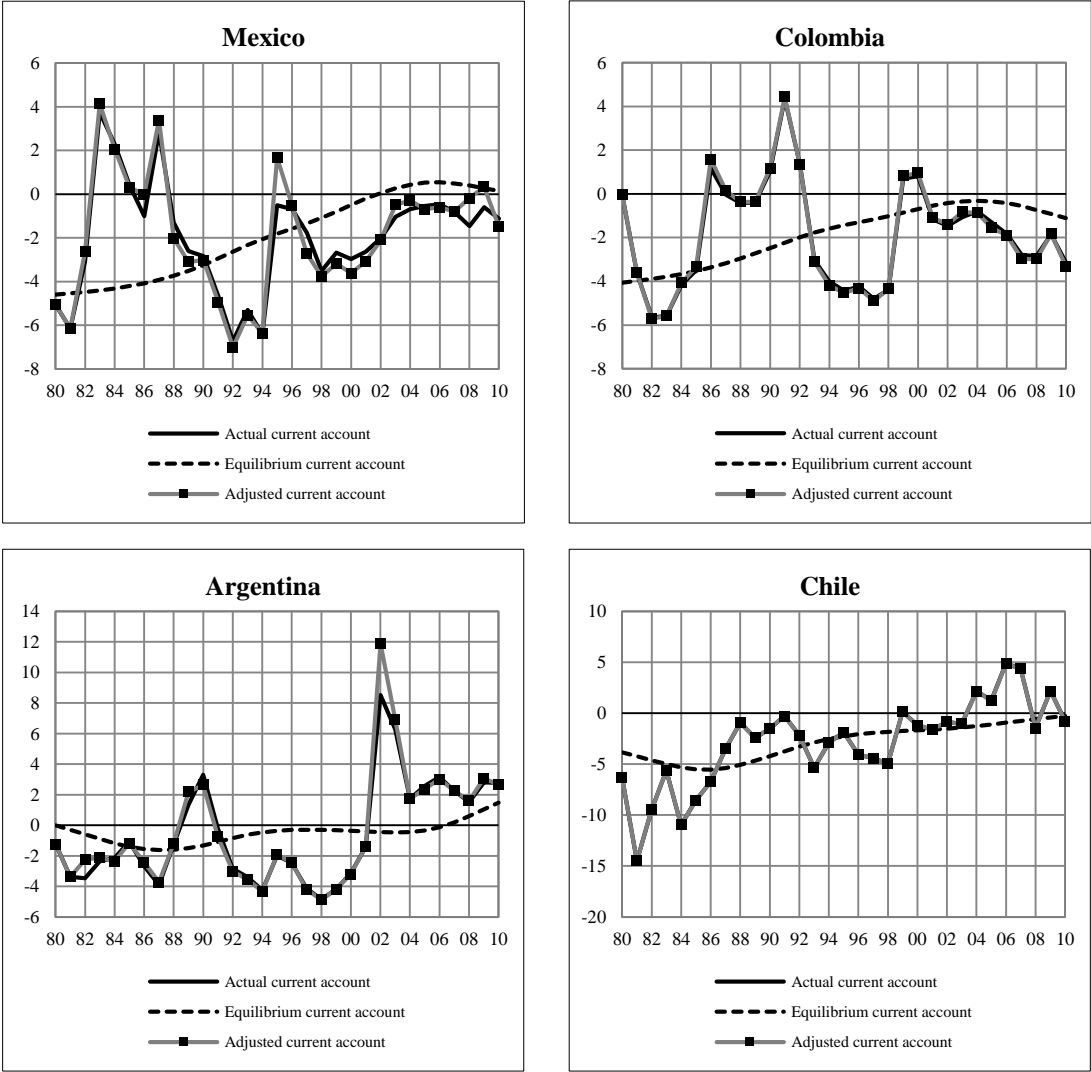 Mexico
6
4
2
0
-2
-4
-6
-8
80 82 84 86 88 90 92 94 96 98 00 02 04 06 08 10
Actual current account
Equilibrium current account
Adjusted current account
Colombia
6
4
2
0
-2
-4
-6
-8
80 82 84 86 88 90 92 94 96 98 00 02 04 06 08 10
Actual current account
Equilibrium current account
Adjusted current account
Argentina
14
12
10
8
6
4
2
0
-2
-4
-6
80 82 84 86 88 90 92 94 96 98 00 02 04 06 08 10
Actual current account
Equilibrium current account
Adjusted current account
Chile
10
5
0
-5
-10
-15
-20
80 82 84 86 88 90 92 94 96 98 00 02 04 06 08 10
Actual current account
Equilibrium current account
Adjusted current account